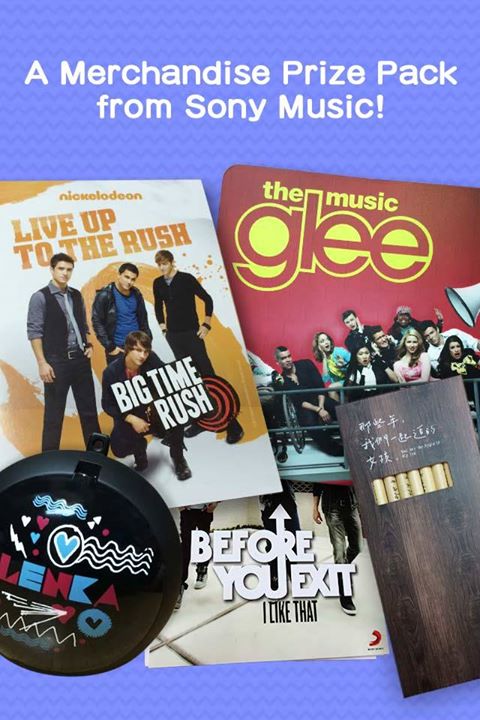 A Merchandise Prize Pack
from Sony Music!
nickelodeon
LIVE UP
TO THE RUSH
BIG TIME
RUSH
the music
glee
那些年,
我們一起追的
女孩。
LENKA
BEFORE
YOU EXIT
I LIKE THAT